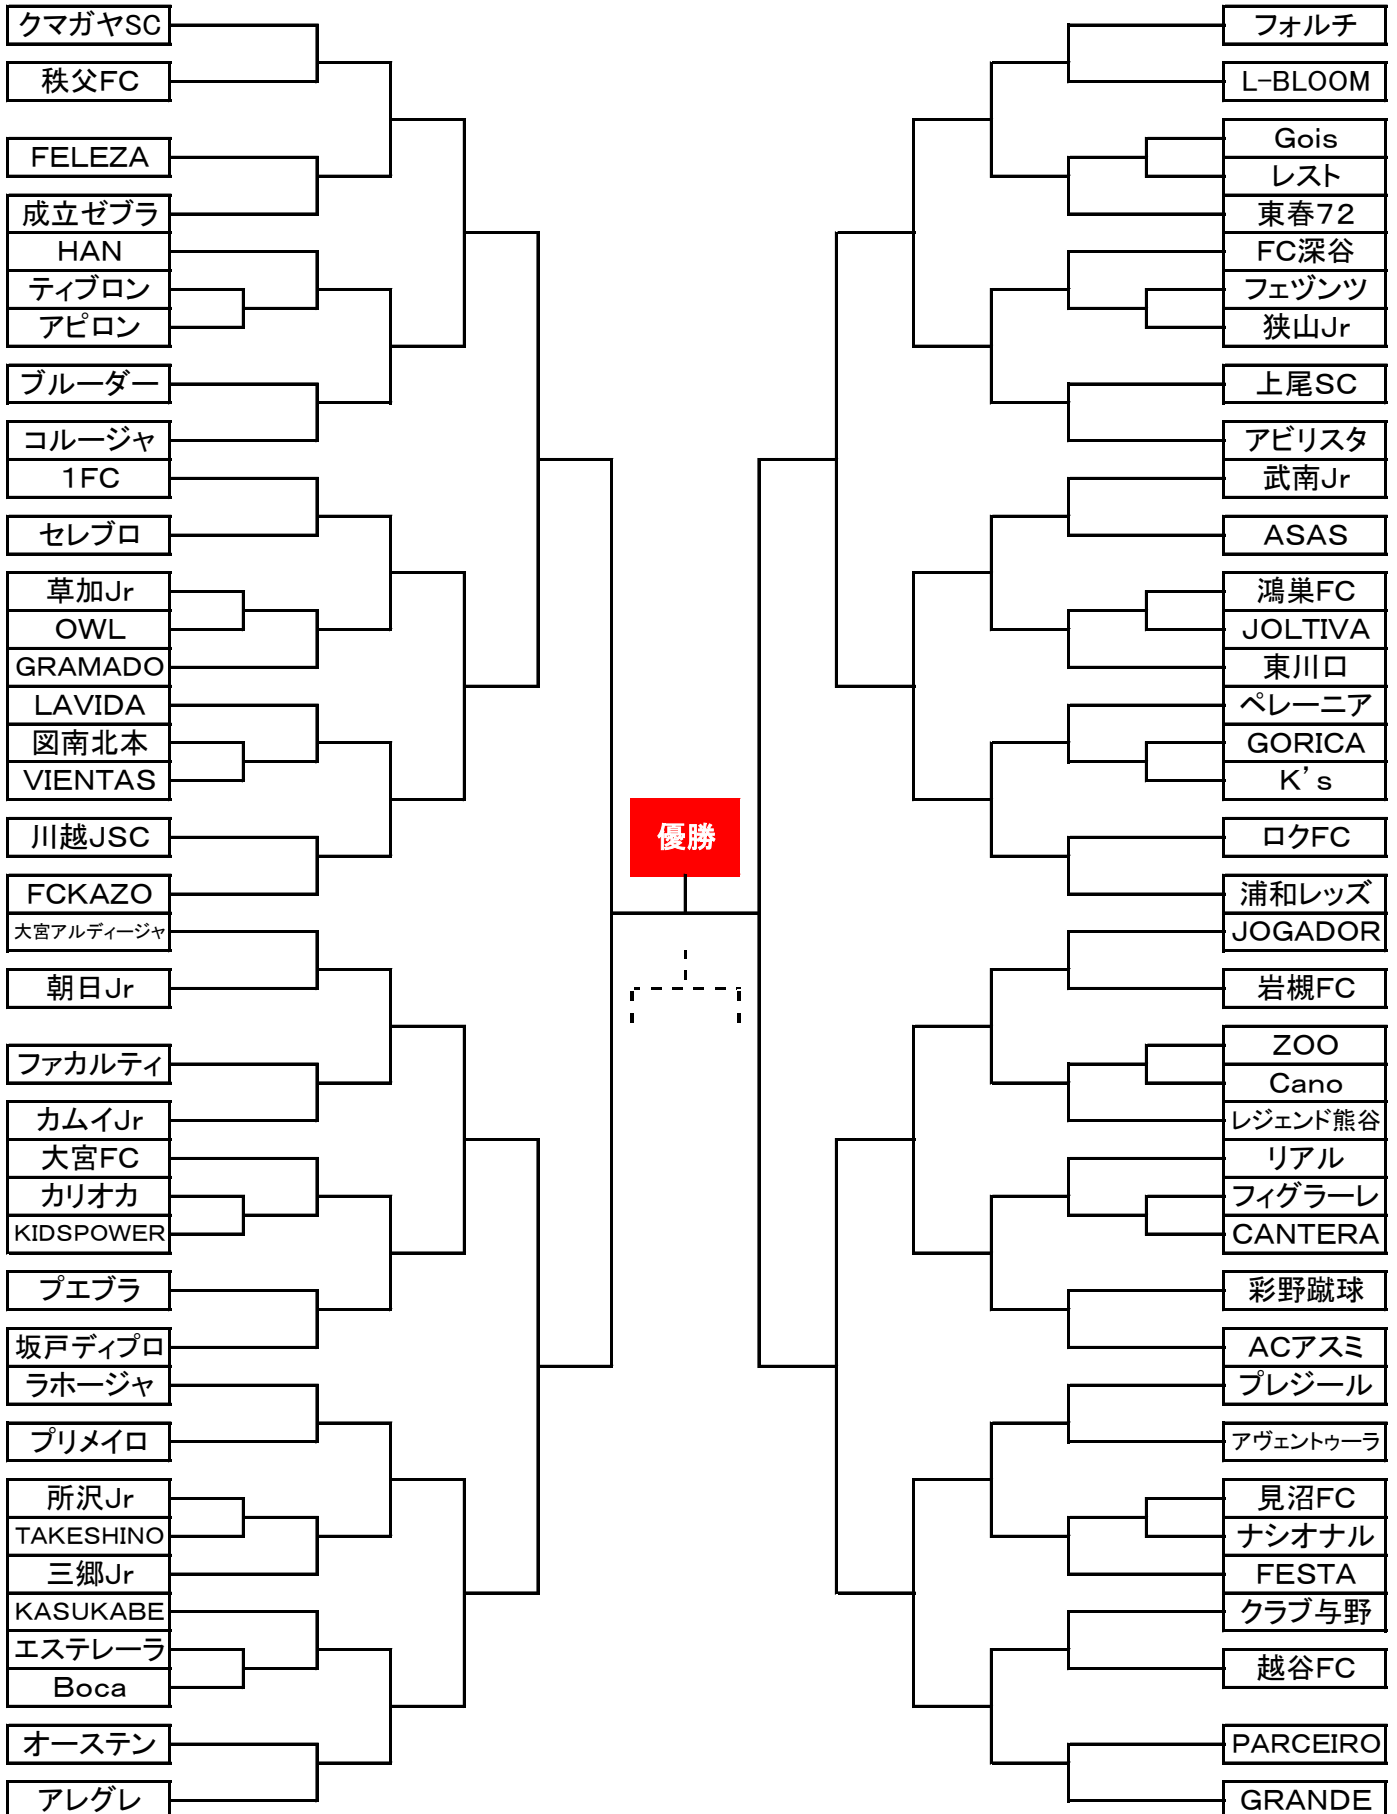 クマガヤSC
秩父FC
FELEZA
成立ゼブラ
HAN
ティブロン
アピロン
ブルーダー
コルージャ
1FC
セレブロ
草加Jr
OWL
GRAMADO
LAVIDA
図南北本
VIENTAS
川越JSC
FCKAZO
大宮アルディージャ
朝日Jr
ファカルティ
カムイJr
大宮FC
カリオカ
KIDSPOWER
プエブラ
坂戸ディプロ
ラホージャ
プリメイロ
所沢Jr
TAKESHINO
三郷Jr
KASUKABE
エステレーラ
Boca
オーステン
アレグレ
優勝
フォルチ
L-BLOOM
Gois
レスト
東春72
FC深谷
フェヅンツ
狭山Jr
上尾SC
アビリスタ
武南Jr
ASAS
鴻巣FC
JOLTIVA
東川口
ペレーニア
GORICA
K's
ロクFC
浦和レッズ
JOGADOR
岩槻FC
ZOO
Cano
レジェンド熊谷
リアル
フィグラーレ
CANTERA
彩野蹴球
ACアスミ
プレジール
アヴェントゥーラ
見沼FC
ナシオナル
FESTA
クラブ与野
越谷FC
PARCEIRO
GRANDE